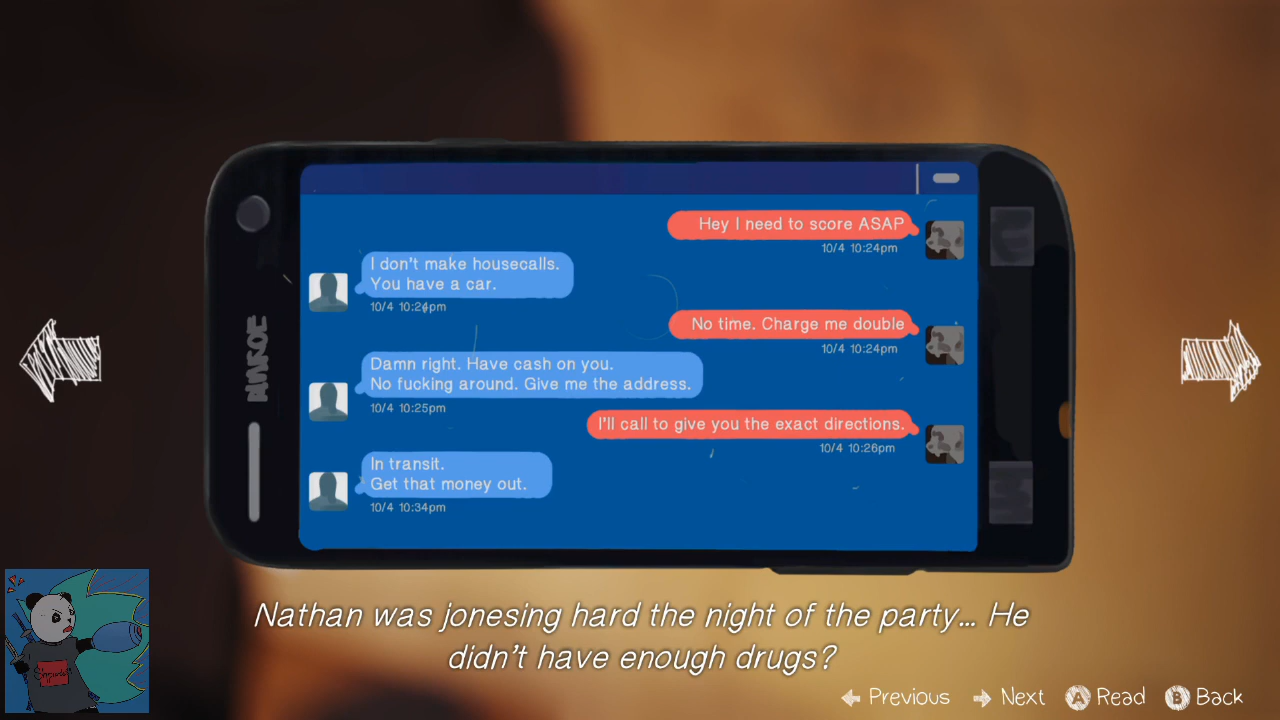 Hey I need to score ASAP
10/4 10:24pm
I don't make housecalls.
You have a car.
10/4 10:24pm
No time. Charge me double
10/4 10:24pm
Damn right. Have cash on you.
No fucking around. Give me the address.
10/4 10:25pm
I'll call to give you the exact directions.
10/4 10:26pm
In transit.
Get that money out.
10/4 10:34pm
Nathan was jonesing hard the night of the party... He
didn't have enough drugs?
Previous Next A Read B Back